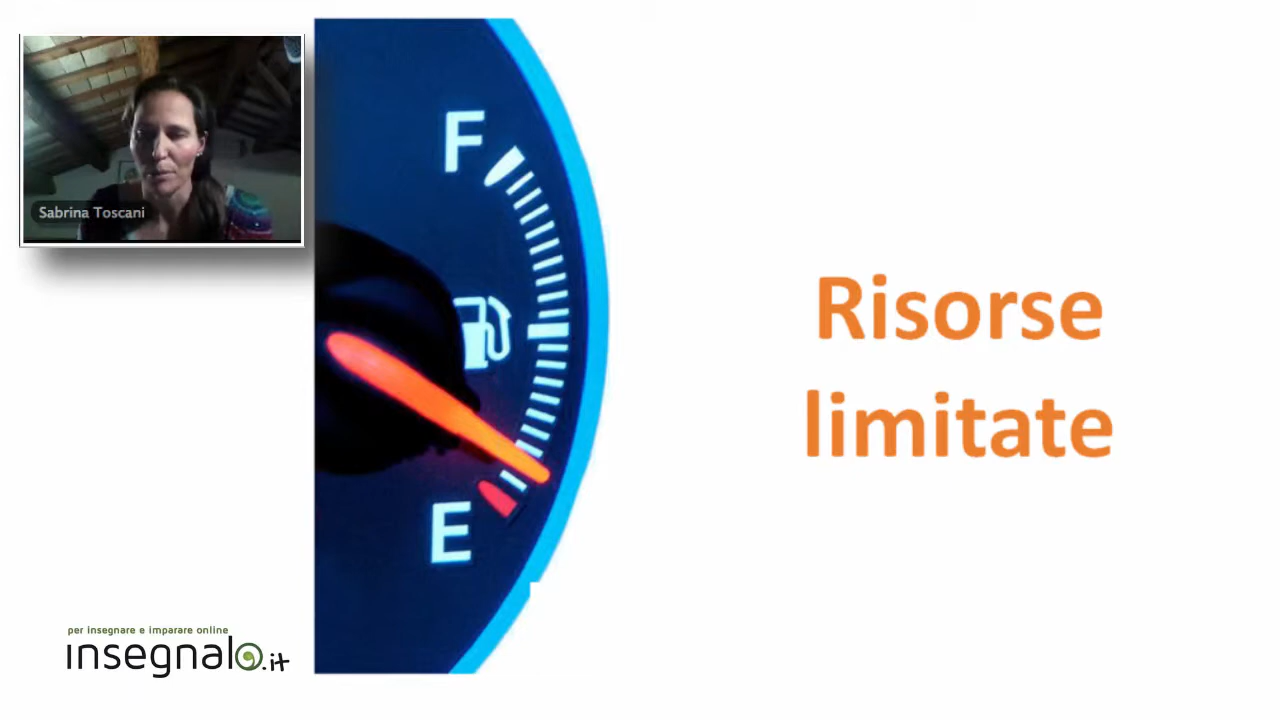 Sabrina Toscani
F
E
Risorse
limitate
per insegnare e imparare online
insegnalo.it